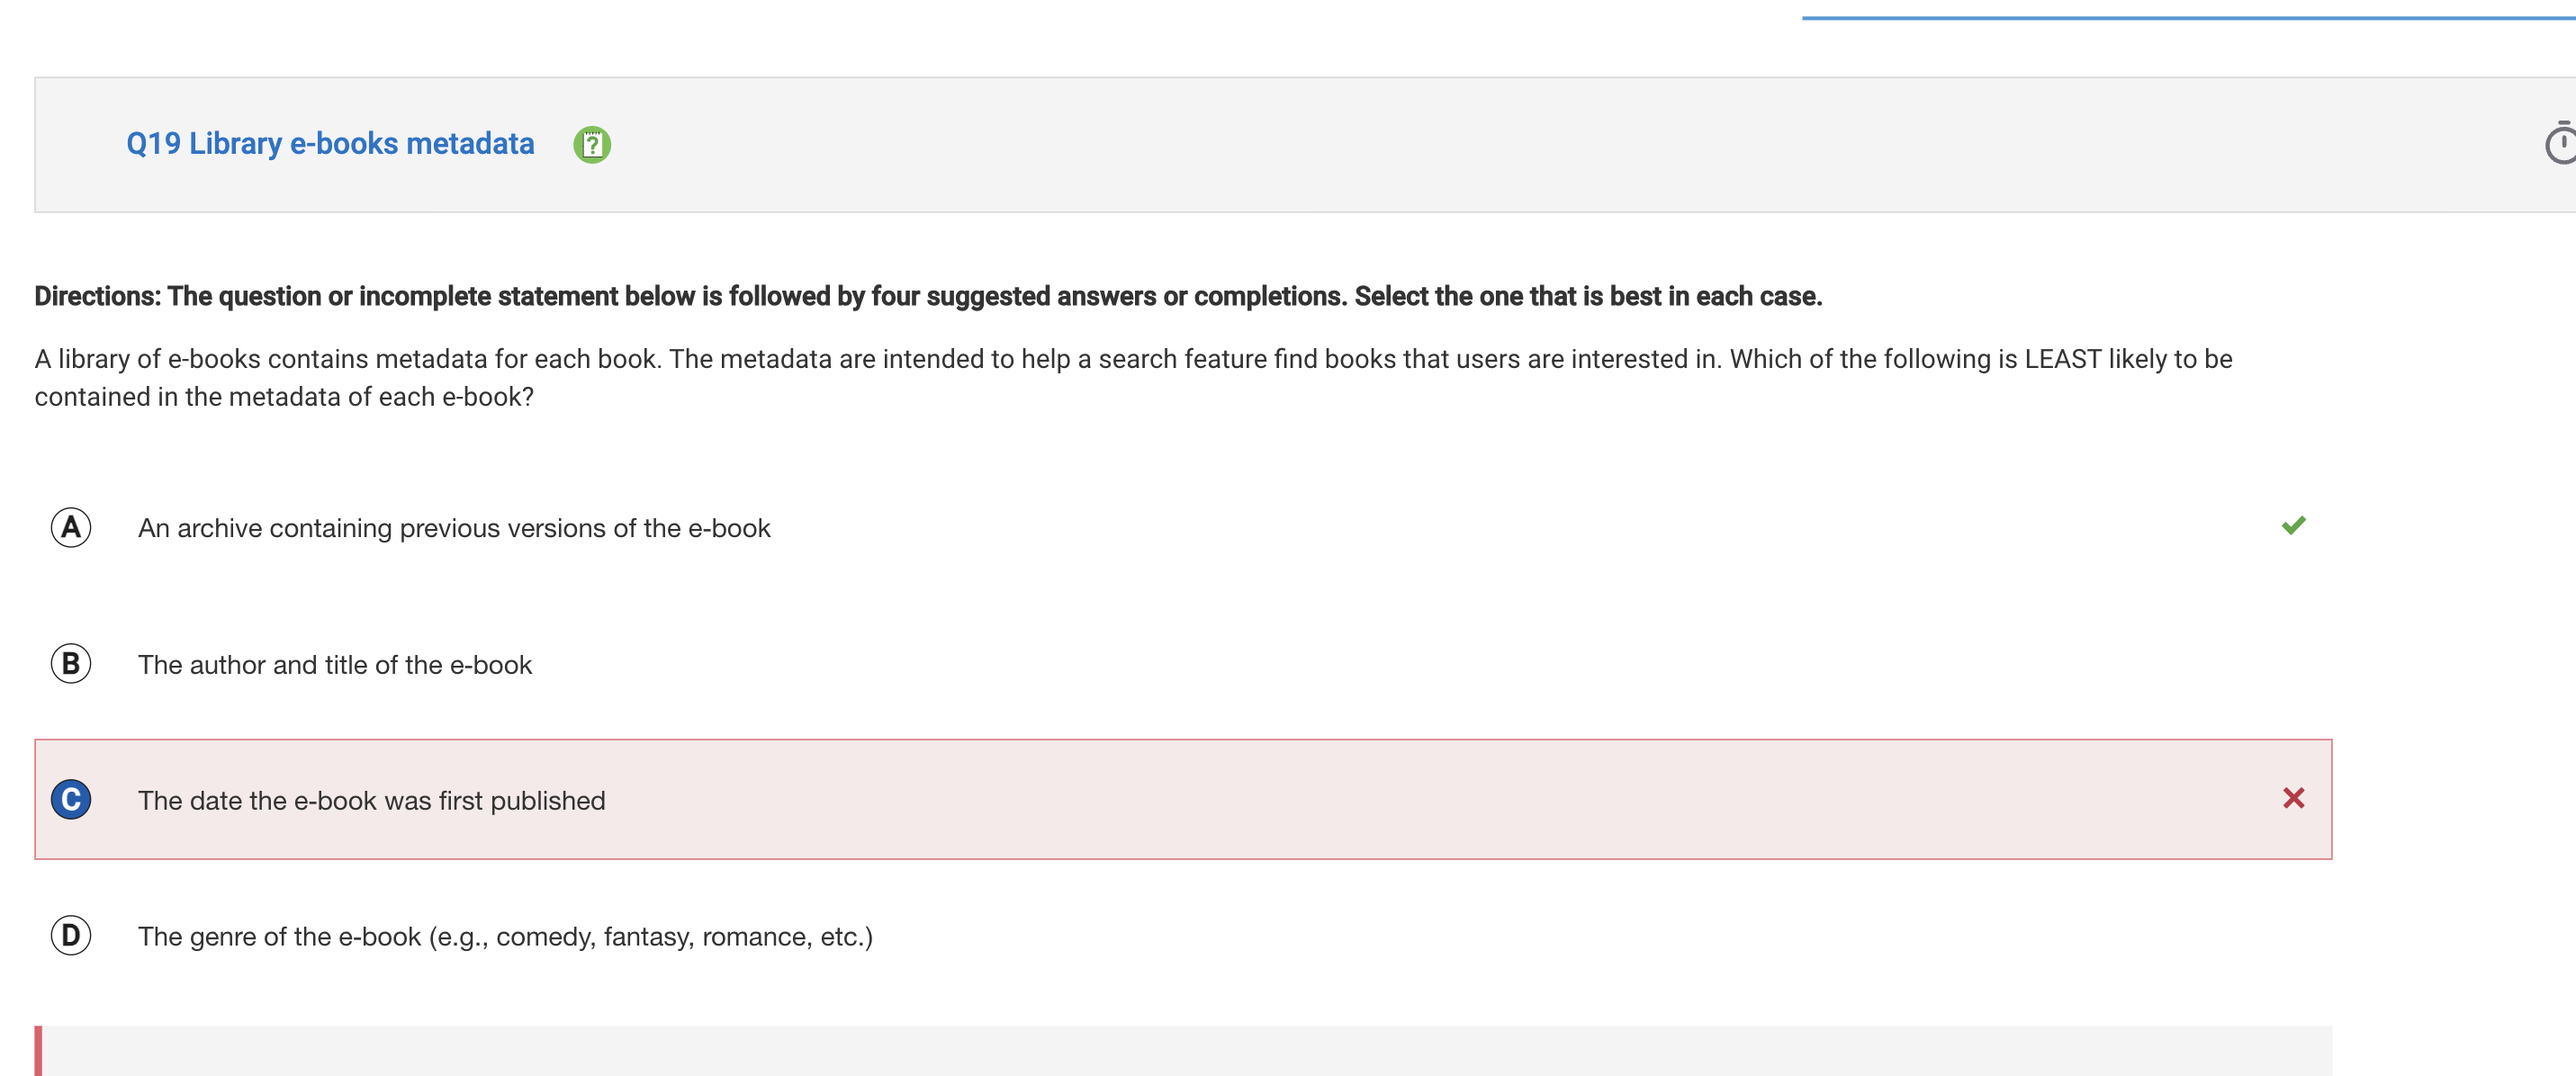 Q19 Library e-books metadata
?
Directions: The question or incomplete statement below is followed by four suggested answers or completions. Select the one that is best in each case.
A library of e-books contains metadata for each book. The metadata are intended to help a search feature find books that users are interested in. Which of the following is LEAST likely to be
contained in the metadata of each e-book?
A An archive containing previous versions of the e-book
B The author and title of the e-book
C The date the e-book was first published
D The genre of the e-book (e.g., comedy, fantasy, romance, etc.)